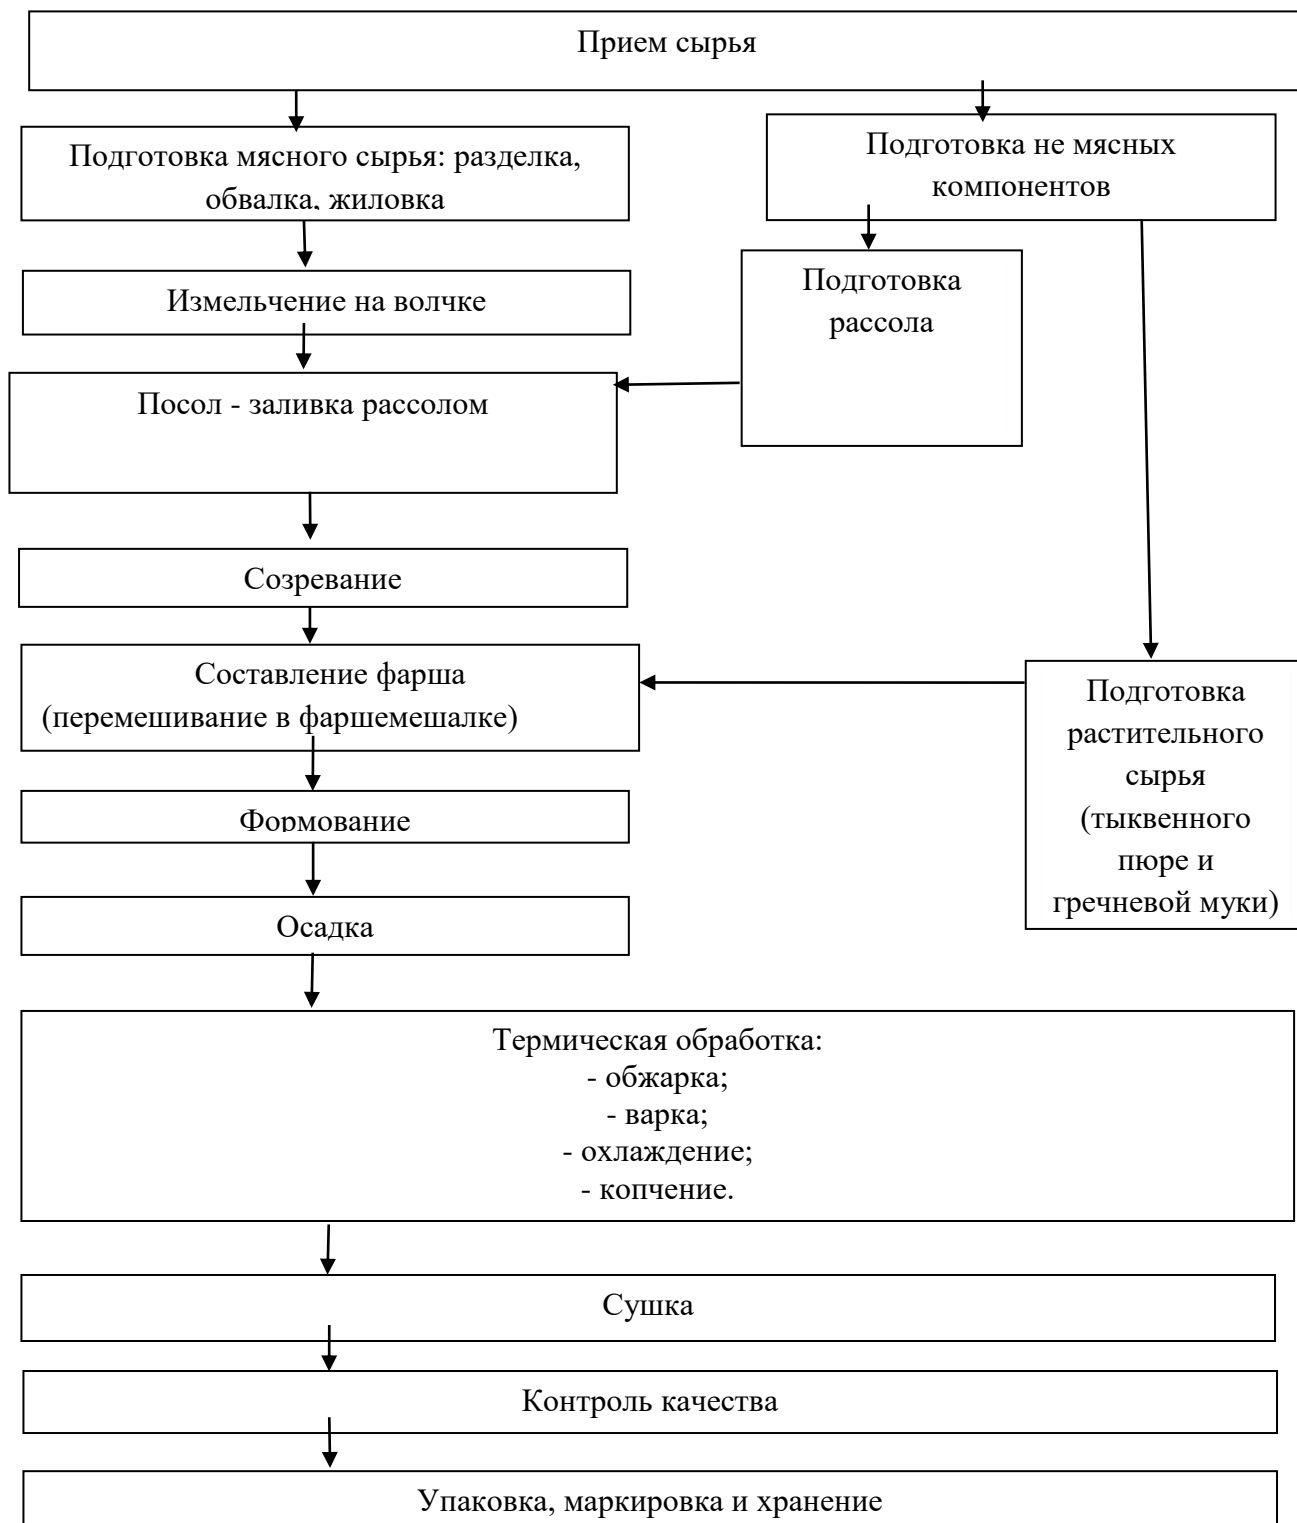 Прием сырья
Подготовка мясного сырья: разделка,
обвалка, жиловка
Подготовка не мясных
компонентов
Измельчение на волчке
Подготовка
рассола
Посол - заливка рассолом
Созревание
Составление фарша
(перемешивание в фаршемешалке)
Подготовка
растительного
сырья
(тыквенного
пюре и
гречневой муки)
Формование
Осадка
Термическая обработка:
- обжарка;
- варка;
- охлаждение;
- копчение.
Сушка
Контроль качества
Упаковка, маркировка и хранение